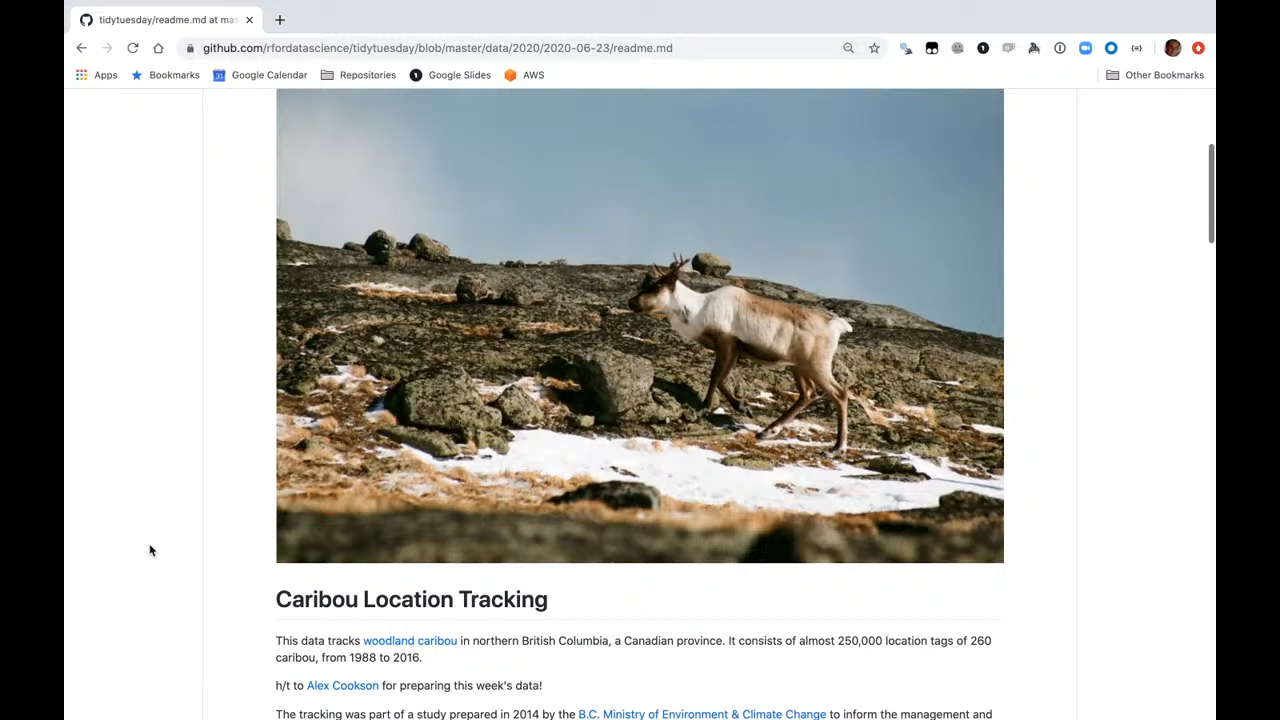 tidytuesday/readme.md at mas
github.com/rfordatascience/tidytuesday/blob/master/data/2020/2020-06-23/readme.md
Apps Bookmarks Google Calendar Repositories Google Slides AWS Other Bookmarks
Caribou Location Tracking
This data tracks woodland caribou in northern British Columbia, a Canadian province. It consists of almost 250,000 location tags of 260
caribou, from 1988 to 2016.
h/t to Alex Cookson for preparing this week's data!
The tracking was part of a study prepared in 2014 by the B.C. Ministry of Environment & Climate Change to inform the management and